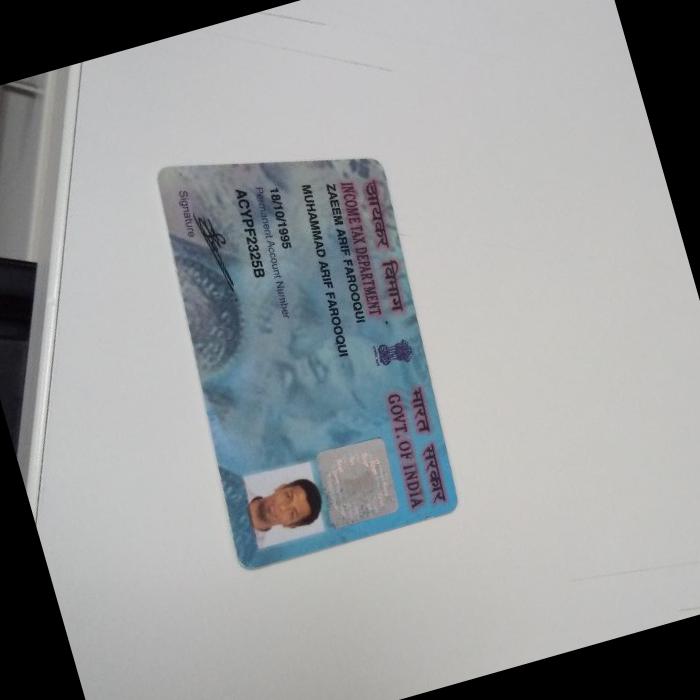 आयकर विभाग
INCOME TAX DEPARTMENT
भारत सरकार
GOVT. OF INDIA
ZAEEM ARIF FAROOQUI
MUHAMMAD ARIF FAROOQUI
18/10/1995
Permanent Account Number
ACYPF2325B
Signature